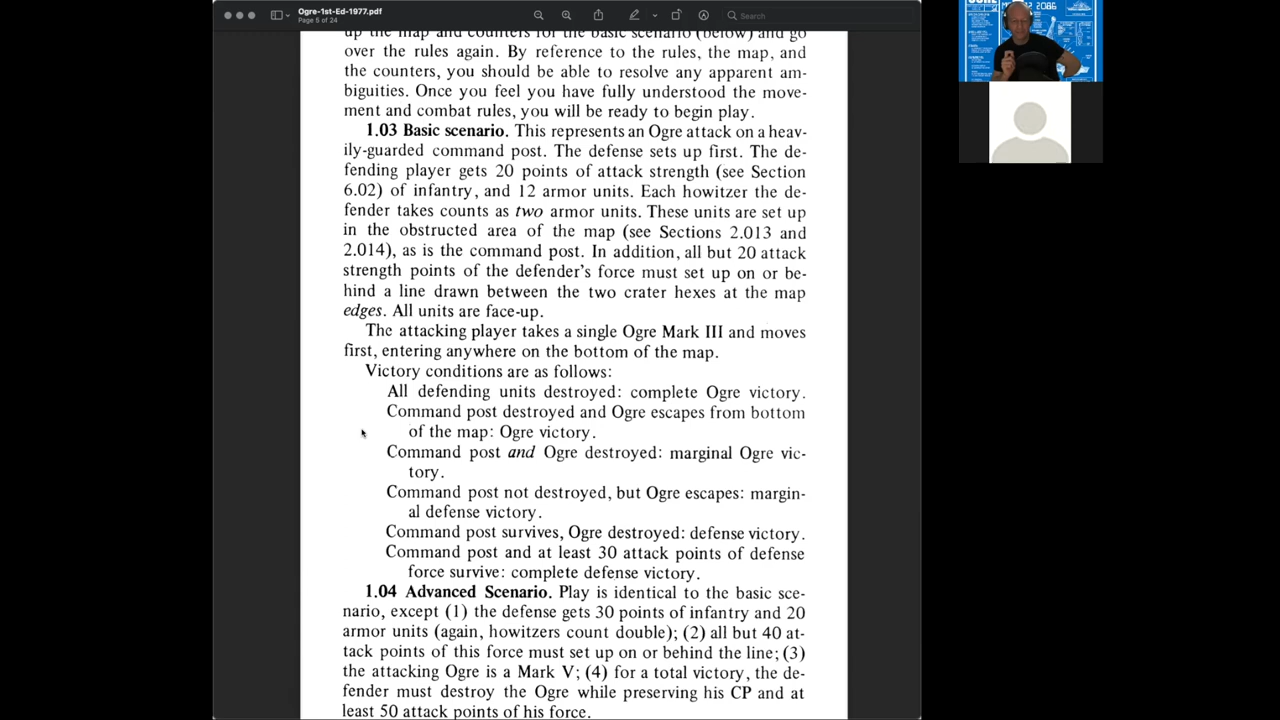 Ogre-1st-Ed-1977.pdf
Page 5 of 24
Search
2086
up the map and counters for the basic scenario (below) and go
over the rules again. By reference to the rules, the map, and
the counters, you should be able to resolve any apparent am-
biguities. Once you feel you have fully understood the move-
ment and combat rules, you will be ready to begin play.
1.03 Basic scenario. This represents an Ogre attack on a heav-
ily-guarded command post. The defense sets up first. The de-
fending player gets 20 points of attack strength (see Section
6.02) of infantry, and 12 armor units. Each howitzer the de-
fender takes counts as two armor units. These units are set up
in the obstructed area of the map (see Sections 2.013 and
2.014), as is the command post. In addition, all but 20 attack
strength points of the defender's force must set up on or be-
hind a line drawn between the two crater hexes at the map
edges. All units are face-up.
The attacking player takes a single Ogre Mark III and moves
first, entering anywhere on the bottom of the map.
Victory conditions are as follows:
All defending units destroyed: complete Ogre victory.
Command post destroyed and Ogre escapes from bottom
of the map: Ogre victory.
Command post and Ogre destroyed: marginal Ogre vic-
tory.
Command post not destroyed, but Ogre escapes: margin-
al defense victory.
Command post survives, Ogre destroyed: defense victory.
Command post and at least 30 attack points of defense
force survive: complete defense victory.
1.04 Advanced Scenario. Play is identical to the basic sce-
nario, except (1) the defense gets 30 points of infantry and 20
armor units (again, howitzers count double); (2) all but 40 at-
tack points of this force must set up on or behind the line; (3)
the attacking Ogre is a Mark V; (4) for a total victory, the de-
fender must destroy the Ogre while preserving his CP and at
least 50 attack points of his force.